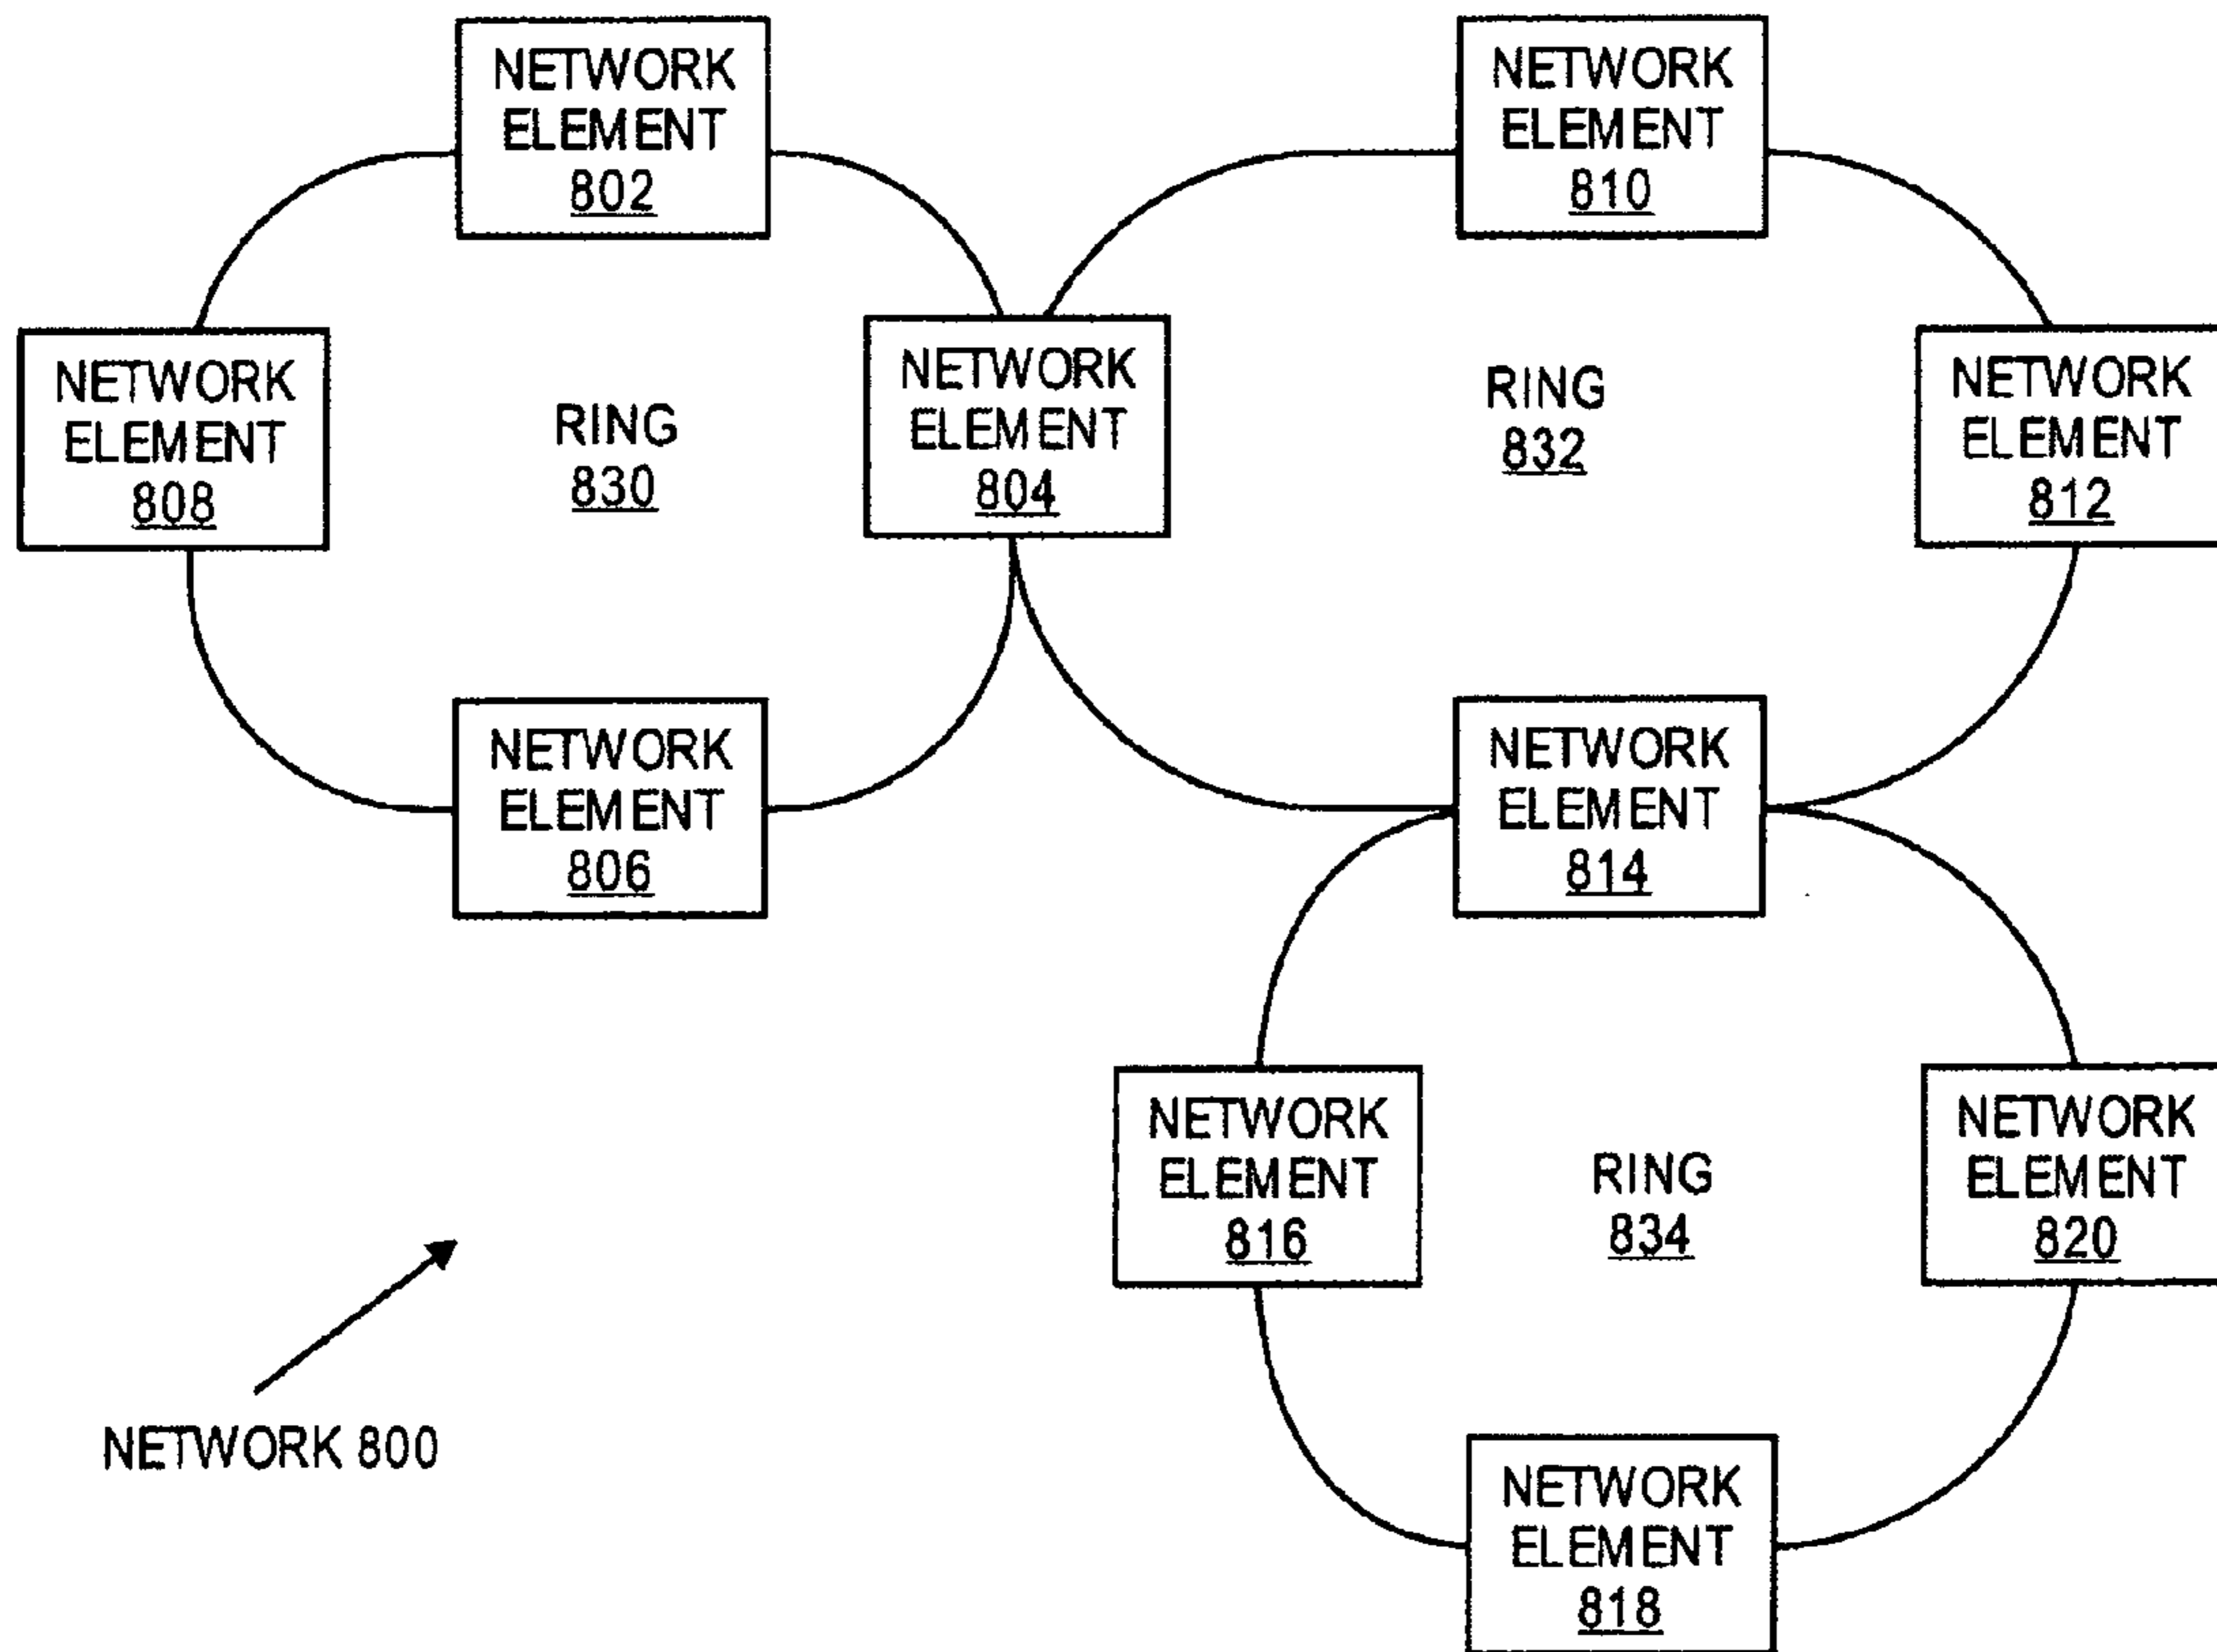 NETWORK
ELEMENT
802
NETWORK
ELEMENT
810
NETWORK
ELEMENT
808
RING
830
NETWORK
ELEMENT
804
RING
832
NETWORK
ELEMENT
812
NETWORK
ELEMENT
806
NETWORK
ELEMENT
814
NETWORK
ELEMENT
816
RING
834
NETWORK
ELEMENT
820
NETWORK 800
NETWORK
ELEMENT
818